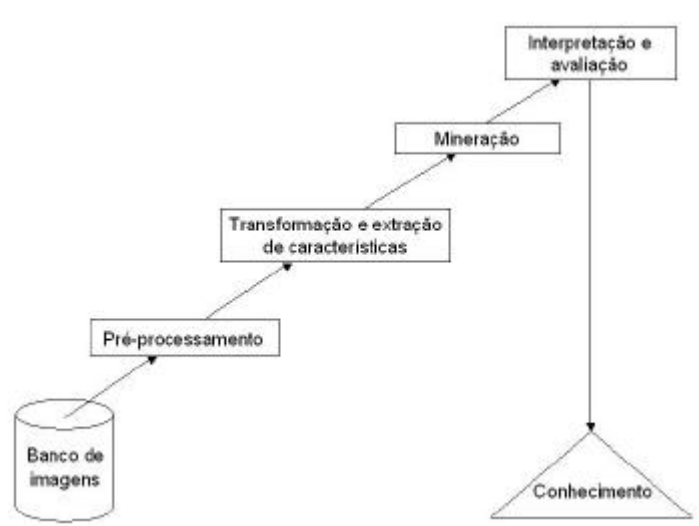 Interpretação e
avaliação
Mineração
Transformação e extração
de características
Pré-processamento
Banco de
imagens
Conhecimento